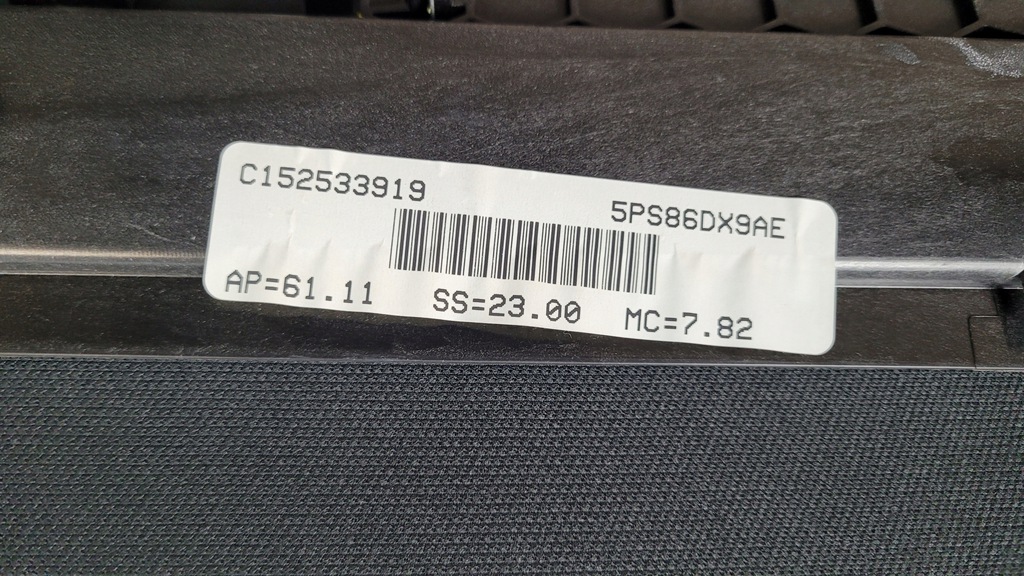 C152533919
5PS86DX9AE
AP=61.11 SS=23.00 MC=7.82